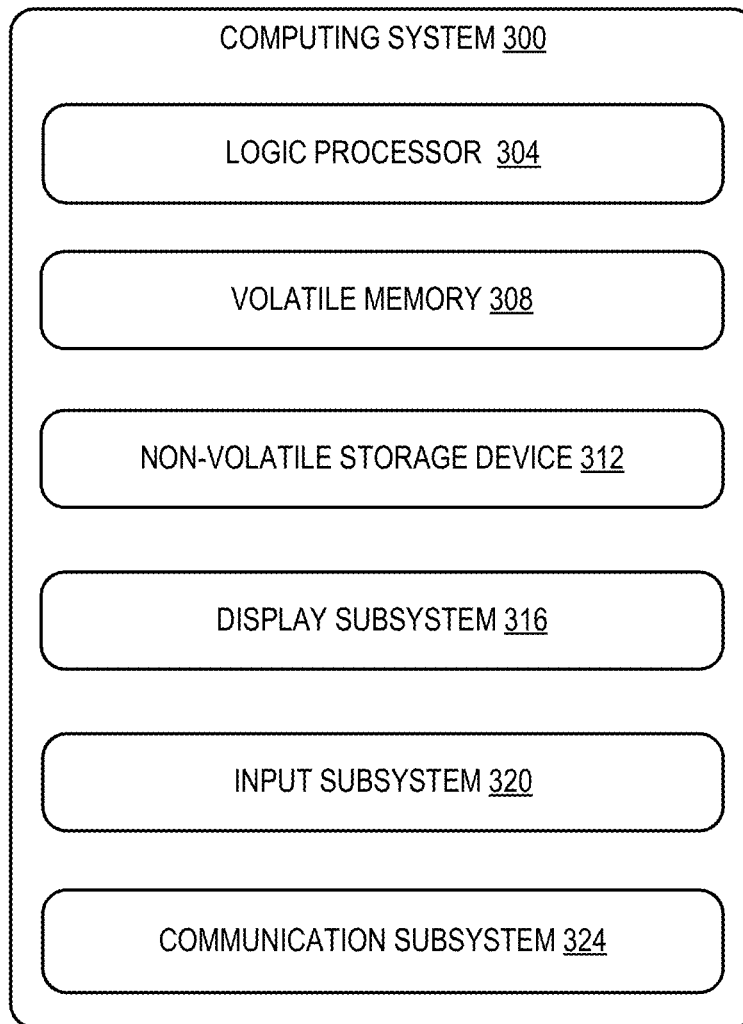 COMPUTING SYSTEM 300
LOGIC PROCESSOR 304
VOLATILE MEMORY 308
NON-VOLATILE STORAGE DEVICE 312
DISPLAY SUBSYSTEM 316
INPUT SUBSYSTEM 320
COMMUNICATION SUBSYSTEM 324